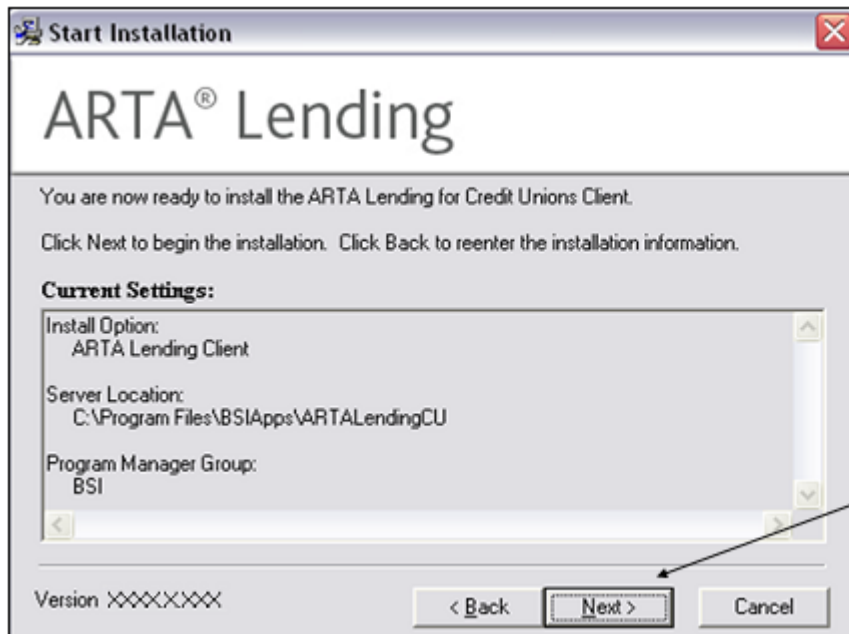 Start Installation
ARTA® Lending
You are now ready to install the ARTA Lending for Credit Unions Client.
Click Next to begin the installation. Click Back to reenter the installation information.
Current Settings:
Install Option:
ARTA Lending Client
Server Location:
C:\Program Files\BSIApps\ARTALendingCU
Program Manager Group:
BSI
Version XXXX.X.XXX
< Back Next > Cancel